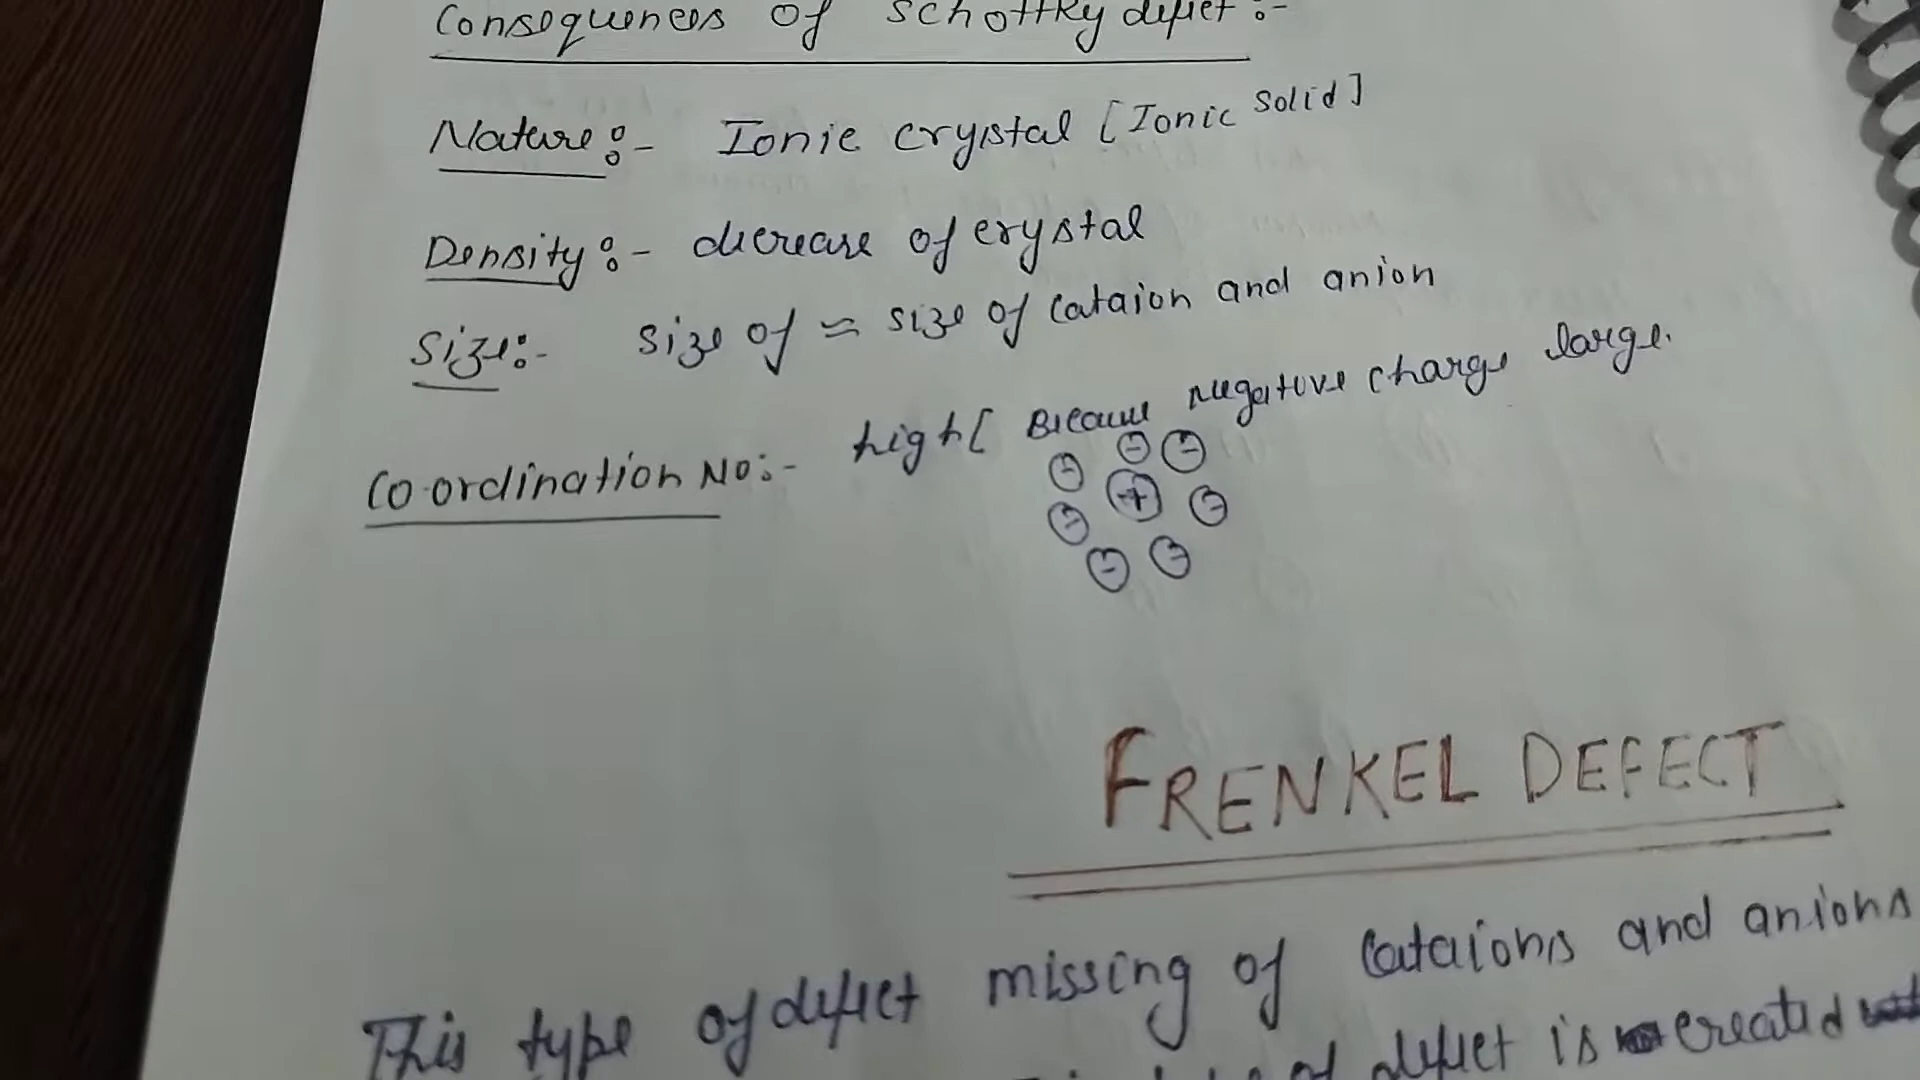 Consequences of Schottky defect :-
Nature :- Ionic crystal [Ionic Solid]
Density :- decrease of crystal
Size :- size of ≈ size of cataion and anion
Co-ordination No :- high [ Because negative charge large.
FRENKEL DEFECT
This type of defect missing of cataions and anions
of defect is created